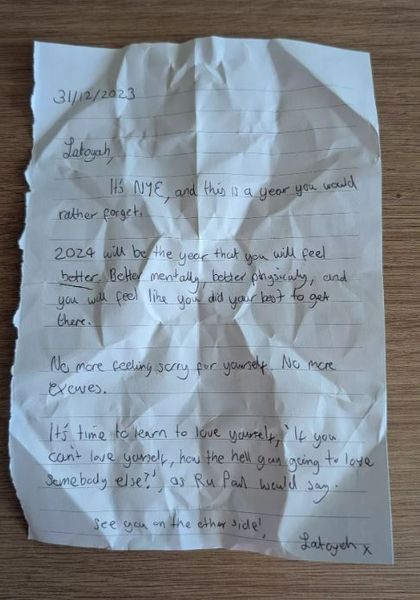 31/12/2023
Latoyah,
It's NYE, and this is a year you would
rather forget.
2024 will be the year that you will feel
better. Better mentally, better physically, and
you will feel like you did your best to get
there.
No more feeling sorry for yourself. No more
excuses.
It's time to learn to love yourself, 'If you
can't love yourself, how the hell you going to love
somebody else?', as Ru Paul would say.
See you on the other side!
Latoyah x